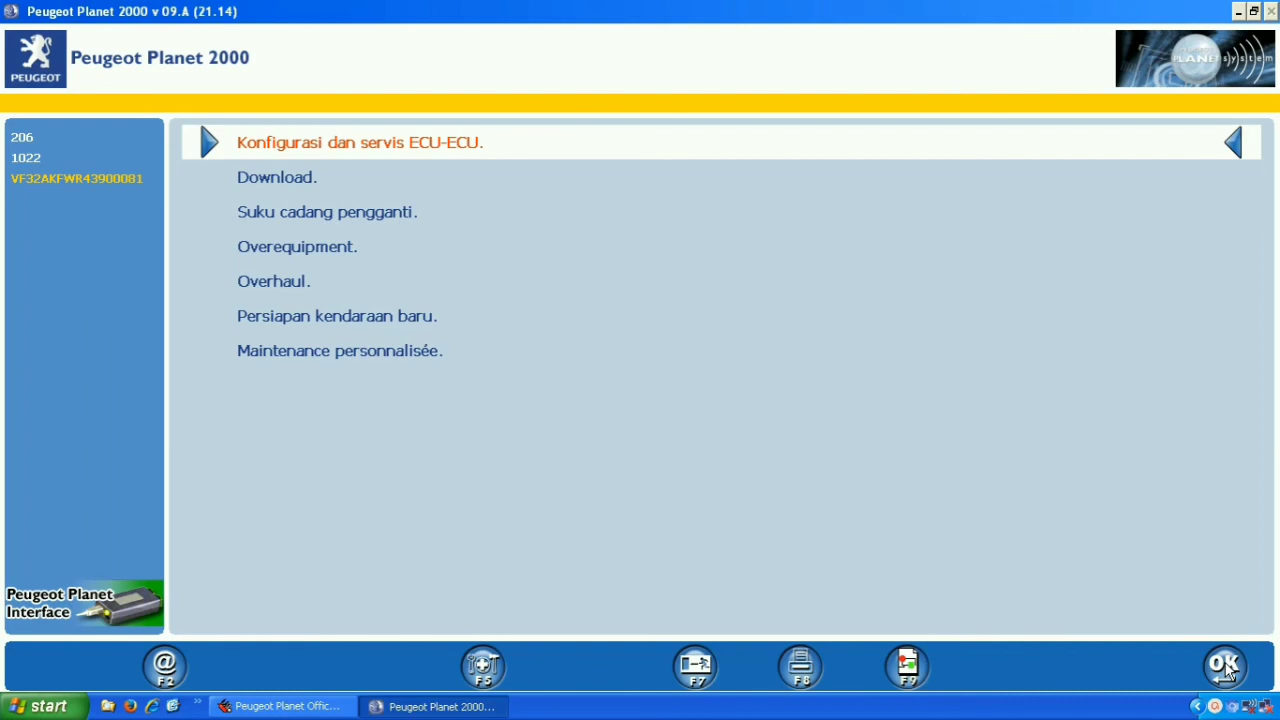 Peugeot Planet 2000 v 09.A (21.14)
PEUGEOT
Peugeot Planet 2000
PLANET system
206
1022
VF32AKFWR43900081
Konfigurasi dan servis ECU-ECU.
Download.
Suku cadang pengganti.
Overequipment.
Overhaul.
Persiapan kendaraan baru.
Maintenance personnalisée.
Peugeot Planet
Interface
@
F2
F5
F7
F8
F9
OK
start
Peugeot Planet Offic...
Peugeot Planet 2000...